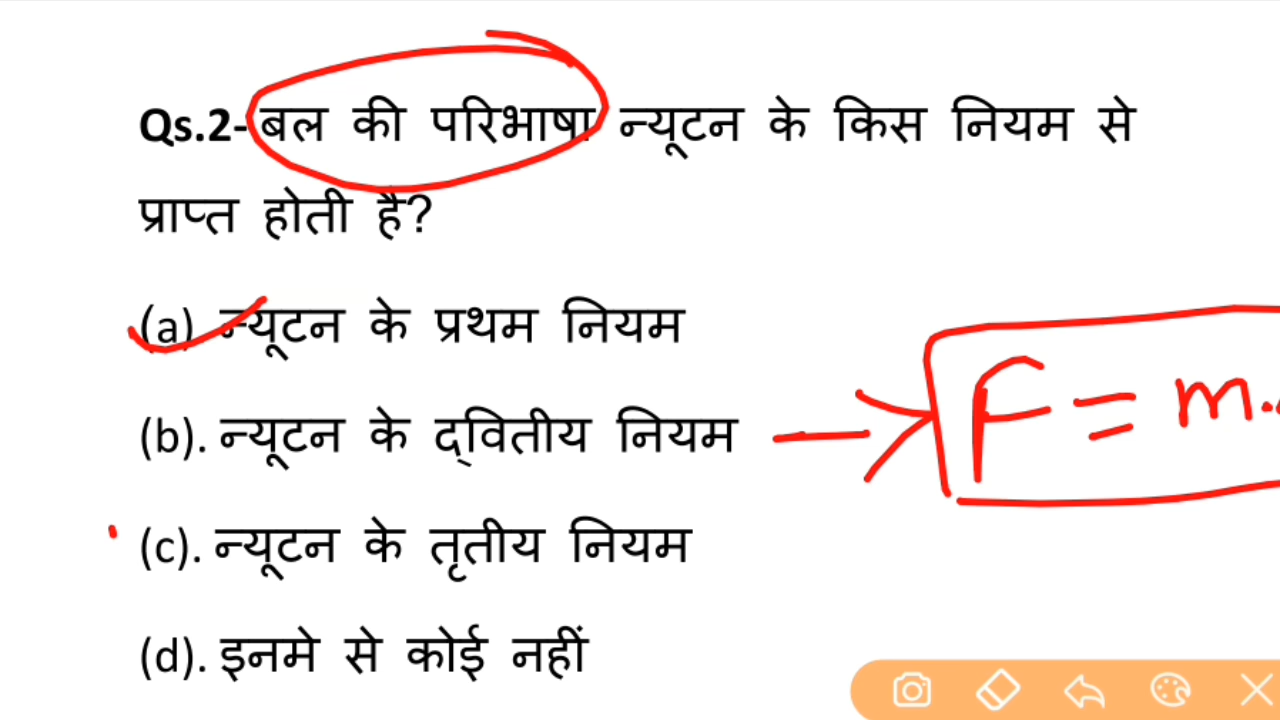 Qs.2- बल की परिभाषा न्यूटन के किस नियम से
प्राप्त होती है?
(a) न्यूटन के प्रथम नियम
(b). न्यूटन के द्वितीय नियम
F = m.
(c). न्यूटन के तृतीय नियम
(d). इनमे से कोई नहीं